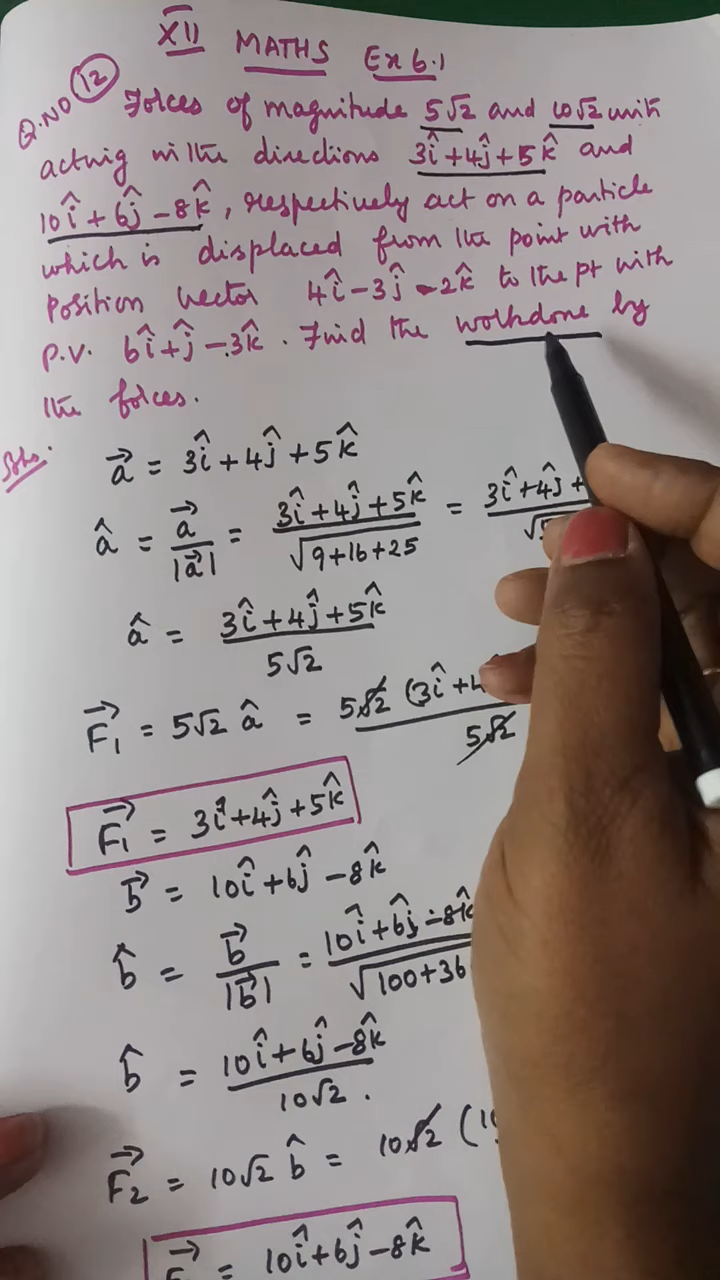 XII MATHS Ex 6.1
Q.NO 12 Forces of magnitude 5√2 and 10√2 units
acting in the directions 3î+4ĵ+5k̂ and
10î+6ĵ-8k̂, respectively act on a particle
which is displaced from the point with
Position vector 4î-3ĵ-2k̂ to the pt with
P.V. 6î+ĵ-3k̂. Find the workdone by
the forces.
Soln. a⃗ = 3î+4ĵ+5k̂
â = a⃗/|a⃗| = (3î+4ĵ+5k̂)/√(9+16+25) = 3î+4ĵ+
â = (3î+4ĵ+5k̂)/5√2
F⃗₁ = 5√2 â = 5√2 (3î+4 / 5√2
F⃗₁ = 3î+4ĵ+5k̂
b⃗ = 10î+6ĵ-8k̂
b̂ = b⃗/|b⃗| = (10î+6ĵ-8k̂)/√100+36
b̂ = (10î+6ĵ-8k̂)/10√2.
F⃗₂ = 10√2 b̂ = 10√2 (
= 10î+6ĵ-8k̂